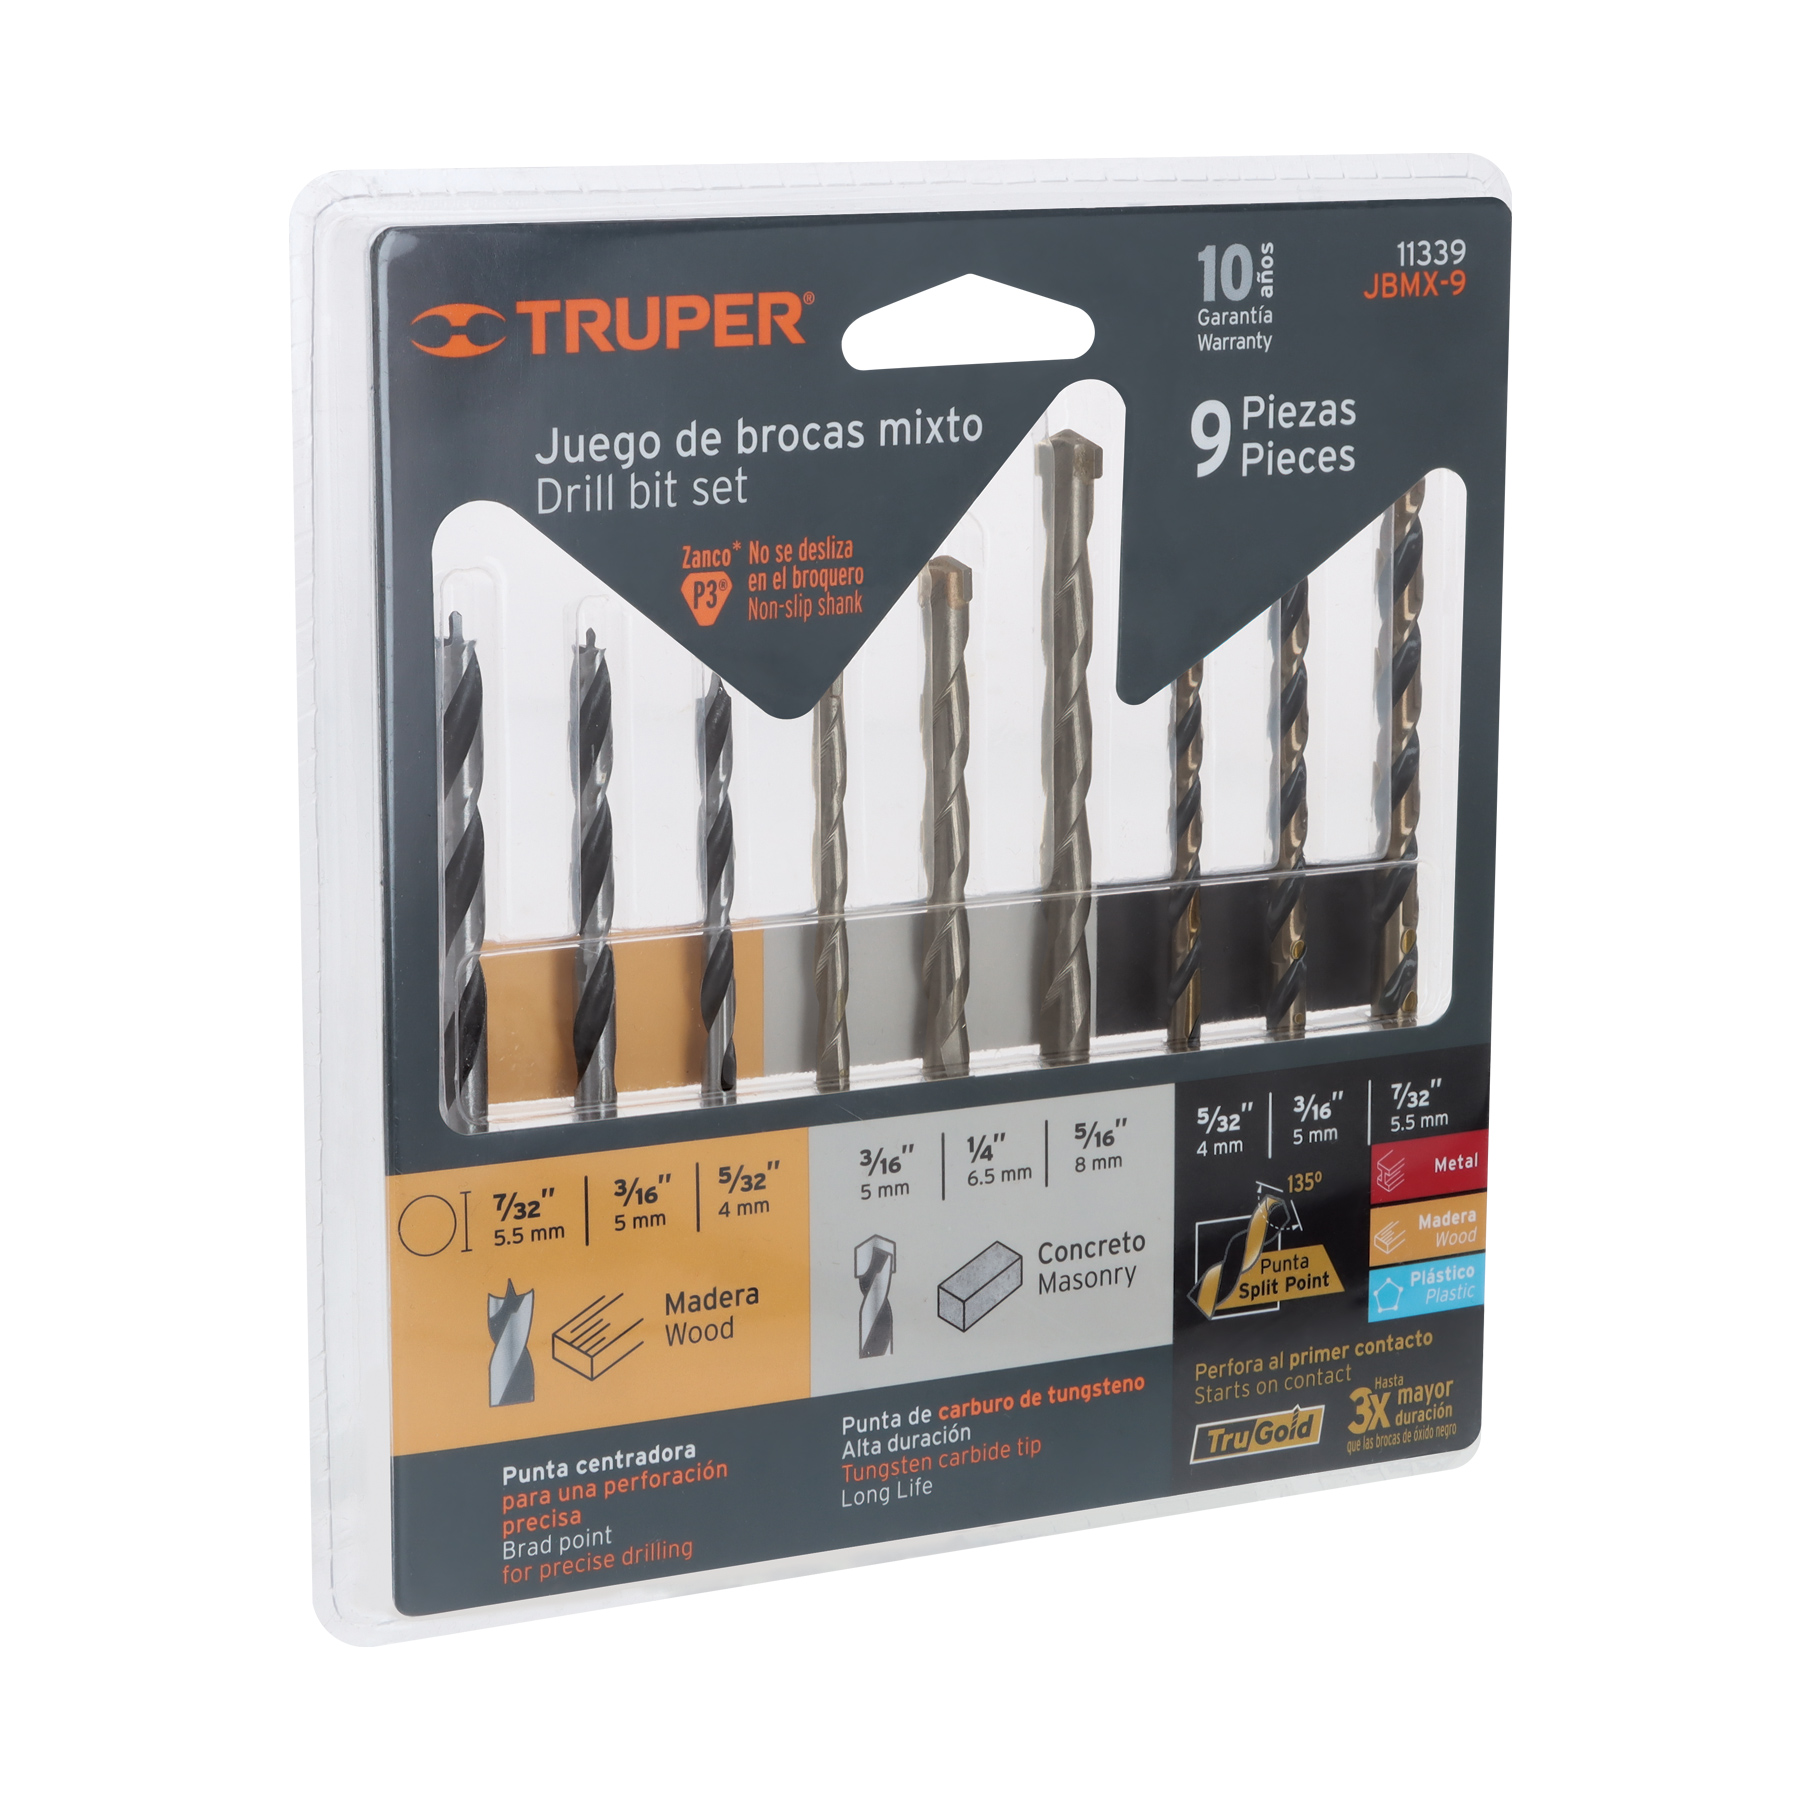 TRUPER®
10 años
Garantía
Warranty
11339
JBMX-9
Juego de brocas mixto
Drill bit set
9 Piezas
Pieces
Zanco*
P3®
No se desliza
en el broquero
Non-slip shank
7/32"
5.5 mm
3/16"
5 mm
5/32"
4 mm
Madera
Wood
Punta centradora
para una perforación
precisa
Brad point
for precise drilling
3/16"
5 mm
1/4"
6.5 mm
5/16"
8 mm
Concreto
Masonry
Punta de carburo de tungsteno
Alta duración
Tungsten carbide tip
Long Life
5/32"
4 mm
3/16"
5 mm
7/32"
5.5 mm
135°
Punta
Split Point
Metal
Madera
Wood
Plástico
Plastic
Perfora al primer contacto
Starts on contact
TruGold
Hasta
3X mayor
duración
que las brocas de óxido negro